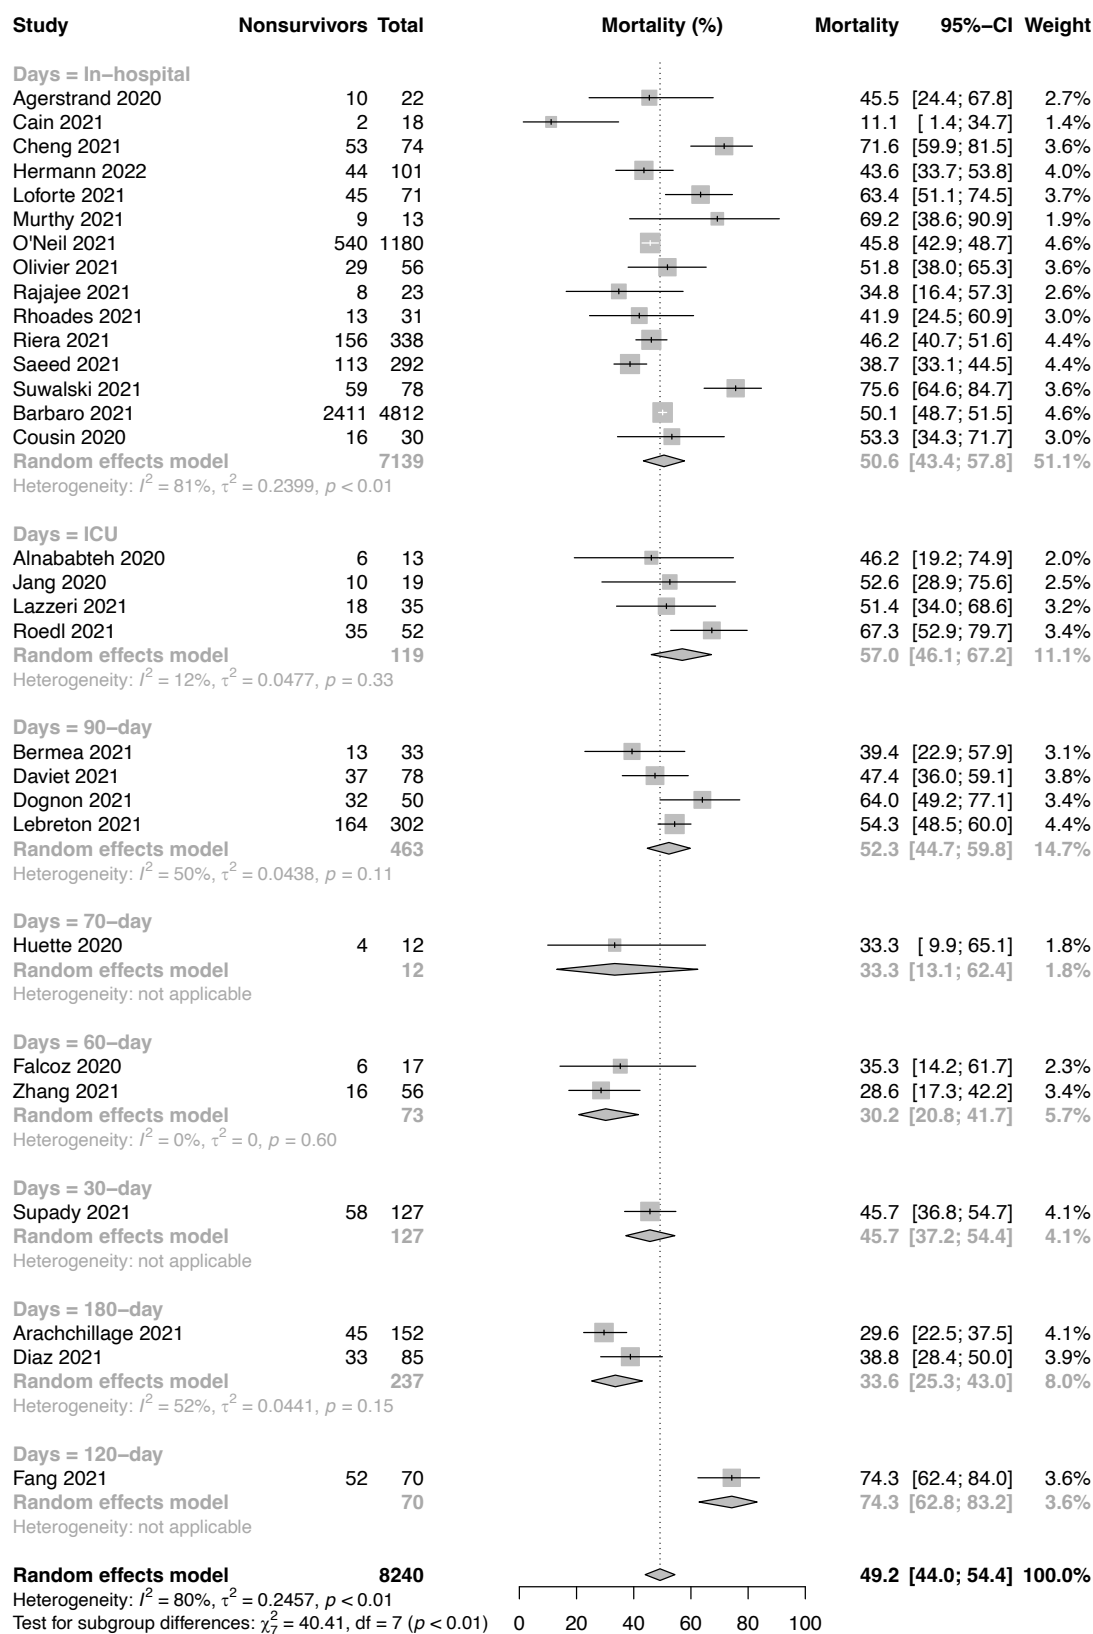 Study Nonsurvivors Total Mortality (%) Mortality 95%−CI Weight
Days = In−hospital
Agerstrand 2020 10 22 45.5 [24.4; 67.8] 2.7%
Cain 2021 2 18 11.1 [ 1.4; 34.7] 1.4%
Cheng 2021 53 74 71.6 [59.9; 81.5] 3.6%
Hermann 2022 44 101 43.6 [33.7; 53.8] 4.0%
Loforte 2021 45 71 63.4 [51.1; 74.5] 3.7%
Murthy 2021 9 13 69.2 [38.6; 90.9] 1.9%
O'Neil 2021 540 1180 45.8 [42.9; 48.7] 4.6%
Olivier 2021 29 56 51.8 [38.0; 65.3] 3.6%
Rajajee 2021 8 23 34.8 [16.4; 57.3] 2.6%
Rhoades 2021 13 31 41.9 [24.5; 60.9] 3.0%
Riera 2021 156 338 46.2 [40.7; 51.6] 4.4%
Saeed 2021 113 292 38.7 [33.1; 44.5] 4.4%
Suwalski 2021 59 78 75.6 [64.6; 84.7] 3.6%
Barbaro 2021 2411 4812 50.1 [48.7; 51.5] 4.6%
Cousin 2020 16 30 53.3 [34.3; 71.7] 3.0%
Random effects model 7139 50.6 [43.4; 57.8] 51.1%
Heterogeneity: I² = 81%, τ² = 0.2399, p < 0.01
Days = ICU
Alnababteh 2020 6 13 46.2 [19.2; 74.9] 2.0%
Jang 2020 10 19 52.6 [28.9; 75.6] 2.5%
Lazzeri 2021 18 35 51.4 [34.0; 68.6] 3.2%
Roedl 2021 35 52 67.3 [52.9; 79.7] 3.4%
Random effects model 119 57.0 [46.1; 67.2] 11.1%
Heterogeneity: I² = 12%, τ² = 0.0477, p = 0.33
Days = 90−day
Bermea 2021 13 33 39.4 [22.9; 57.9] 3.1%
Daviet 2021 37 78 47.4 [36.0; 59.1] 3.8%
Dognon 2021 32 50 64.0 [49.2; 77.1] 3.4%
Lebreton 2021 164 302 54.3 [48.5; 60.0] 4.4%
Random effects model 463 52.3 [44.7; 59.8] 14.7%
Heterogeneity: I² = 50%, τ² = 0.0438, p = 0.11
Days = 70−day
Huette 2020 4 12 33.3 [ 9.9; 65.1] 1.8%
Random effects model 12 33.3 [13.1; 62.4] 1.8%
Heterogeneity: not applicable
Days = 60−day
Falcoz 2020 6 17 35.3 [14.2; 61.7] 2.3%
Zhang 2021 16 56 28.6 [17.3; 42.2] 3.4%
Random effects model 73 30.2 [20.8; 41.7] 5.7%
Heterogeneity: I² = 0%, τ² = 0, p = 0.60
Days = 30−day
Supady 2021 58 127 45.7 [36.8; 54.7] 4.1%
Random effects model 127 45.7 [37.2; 54.4] 4.1%
Heterogeneity: not applicable
Days = 180−day
Arachchillage 2021 45 152 29.6 [22.5; 37.5] 4.1%
Diaz 2021 33 85 38.8 [28.4; 50.0] 3.9%
Random effects model 237 33.6 [25.3; 43.0] 8.0%
Heterogeneity: I² = 52%, τ² = 0.0441, p = 0.15
Days = 120−day
Fang 2021 52 70 74.3 [62.4; 84.0] 3.6%
Random effects model 70 74.3 [62.8; 83.2] 3.6%
Heterogeneity: not applicable
Random effects model 8240 49.2 [44.0; 54.4] 100.0%
Heterogeneity: I² = 80%, τ² = 0.2457, p < 0.01
Test for subgroup differences: χ²₇ = 40.41, df = 7 (p < 0.01)
0 20 40 60 80 100